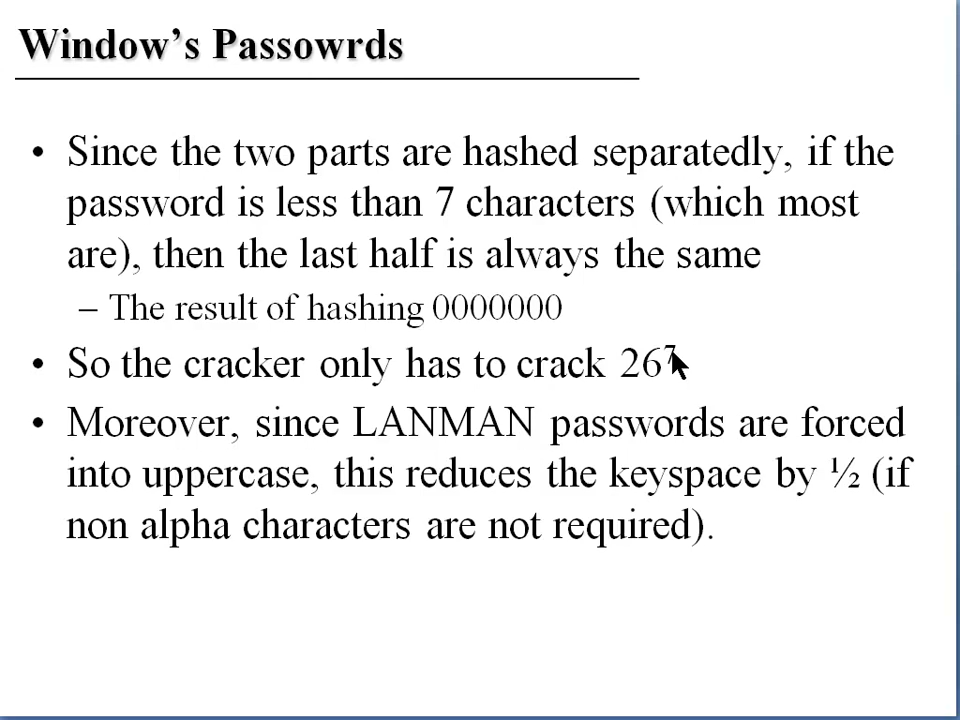 Window’s Passowrds
• Since the two parts are hashed separatedly, if the
password is less than 7 characters (which most
are), then the last half is always the same
– The result of hashing 0000000
• So the cracker only has to crack 26⁷
• Moreover, since LANMAN passwords are forced
into uppercase, this reduces the keyspace by ½ (if
non alpha characters are not required).